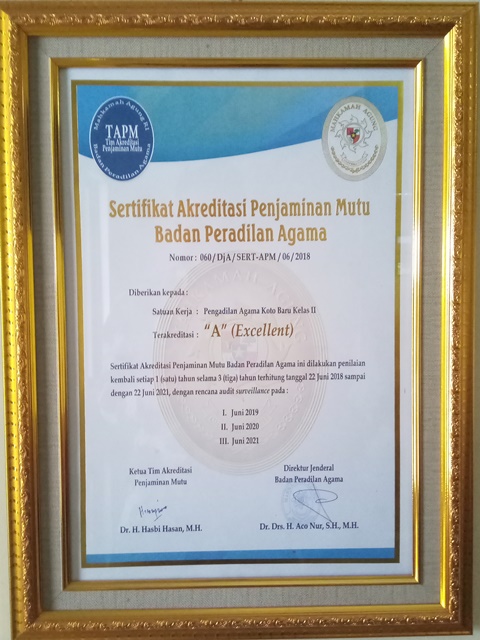 Mahkamah Agung RI
TAPM
Tim Akreditasi
Penjaminan Mutu
Badan Peradilan Agama
MAHKAMAH AGUNG
Sertifikat Akreditasi Penjaminan Mutu
Badan Peradilan Agama
Nomor : 060/DjA/SERT-APM/06/2018
Diberikan kepada :
Satuan Kerja : Pengadilan Agama Koto Baru Kelas II
Terakreditasi : "A" (Excellent)
Sertifikat Akreditasi Penjaminan Mutu Badan Peradilan Agama ini dilakukan penilaian
kembali setiap 1 (satu) tahun selama 3 (tiga) tahun terhitung tanggal 22 Juni 2018 sampai
dengan 22 Juni 2021, dengan rencana audit surveillance pada :
I. Juni 2019
II. Juni 2020
III. Juni 2021
Ketua Tim Akreditasi
Penjaminan Mutu
Dr. H. Hasbi Hasan, M.H.
Direktur Jenderal
Badan Peradilan Agama
Dr. Drs. H. Aco Nur, S.H., M.H.